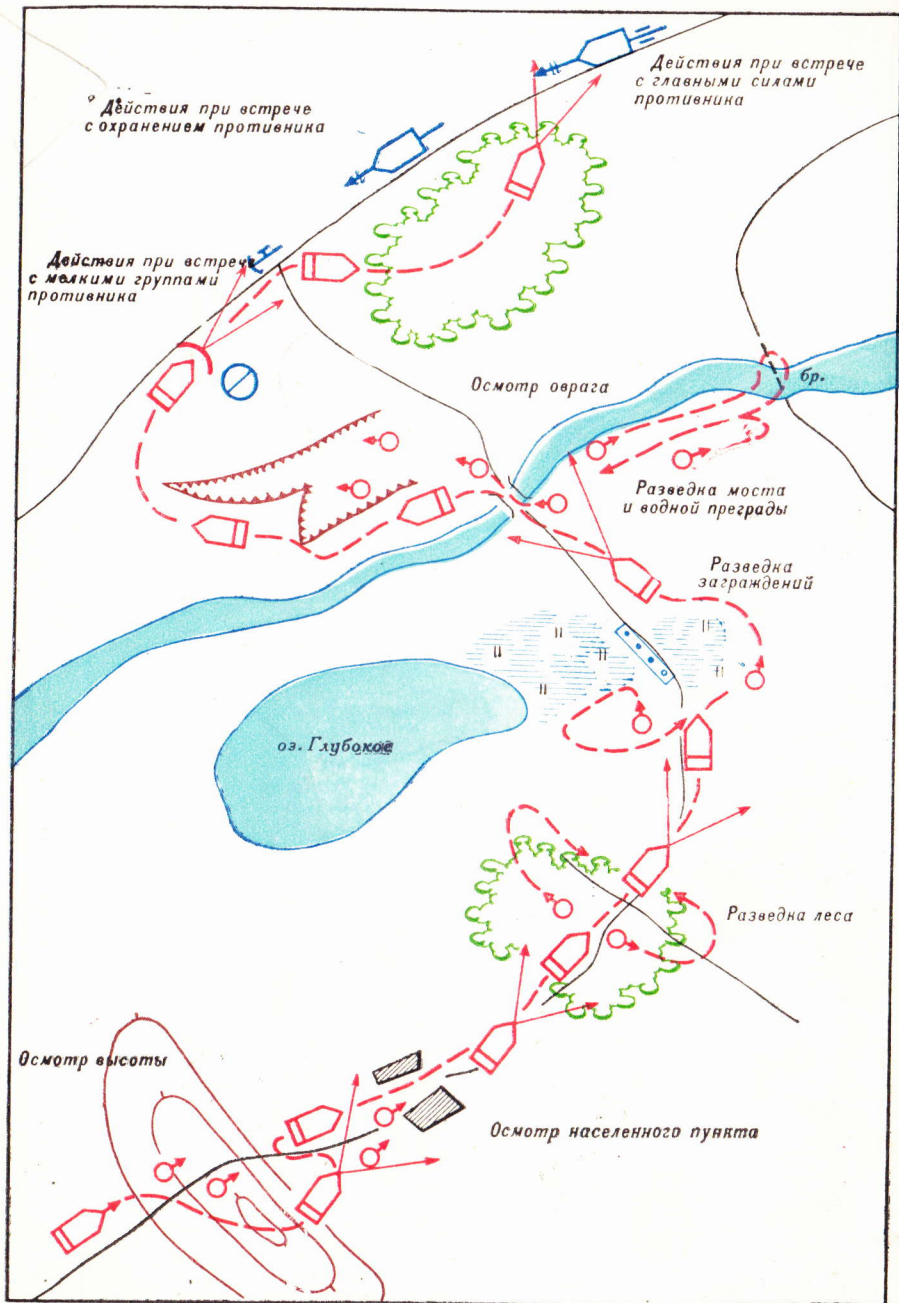 Действия при встрече
с охранением противника
Действия при встрече
с главными силами
противника
Действия при встрече
с мелкими группами
противника
Осмотр оврага
бр.
Разведка моста
и водной преграды
Разведка
заграждений
оз. Глубокое
Разведка леса
Осмотр высоты
Осмотр населенного пункта